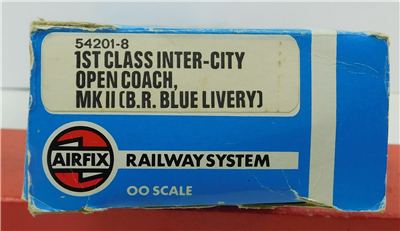 54201-8
1ST CLASS INTER-CITY
OPEN COACH,
MK II (B.R. BLUE LIVERY)
AIRFIX
RAILWAY SYSTEM
OO SCALE